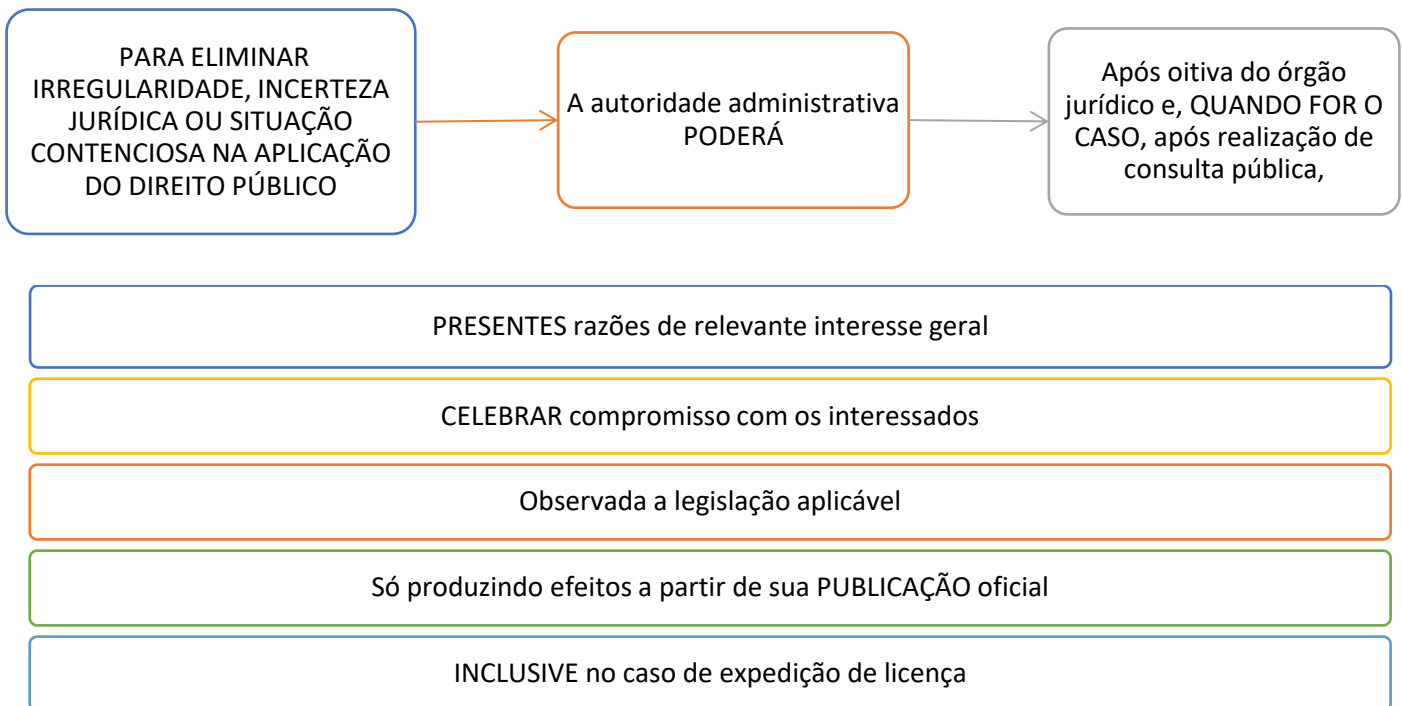 PARA ELIMINAR
IRREGULARIDADE, INCERTEZA
JURÍDICA OU SITUAÇÃO
CONTENCIOSA NA APLICAÇÃO
DO DIREITO PÚBLICO
A autoridade administrativa
PODERÁ
Após oitiva do órgão
jurídico e, QUANDO FOR O
CASO, após realização de
consulta pública,
PRESENTES razões de relevante interesse geral
CELEBRAR compromisso com os interessados
Observada a legislação aplicável
Só produzindo efeitos a partir de sua PUBLICAÇÃO oficial
INCLUSIVE no caso de expedição de licença